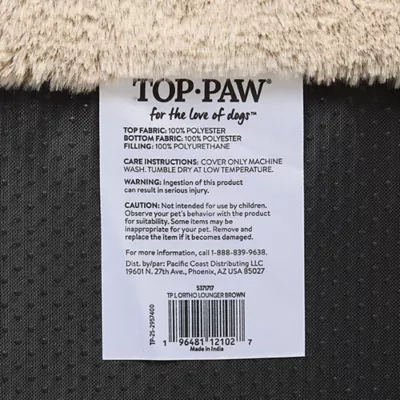 TOP•PAW®
for the love of dogs™
TOP FABRIC: 100% POLYESTER
BOTTOM FABRIC: 100% POLYESTER
FILLING: 100% POLYURETHANE
CARE INSTRUCTIONS: COVER ONLY MACHINE
WASH. TUMBLE DRY AT LOW TEMPERATURE.
WARNING: Ingestion of this product
can result in serious injury.
CAUTION: Not intended for use by children.
Observe your pet's behavior with the product
for suitability. Some items may be
inappropriate for your pet. Remove and
replace the item if it becomes damaged.
For more information, call 1-888-839-9638.
Dist. by/par: Pacific Coast Distributing LLC
19601 N. 27th Ave., Phoenix, AZ USA 85027
5371717
TP L ORTHO LOUNGER BROWN
TP-25-2957400
1 96481 12102 7
Made in India